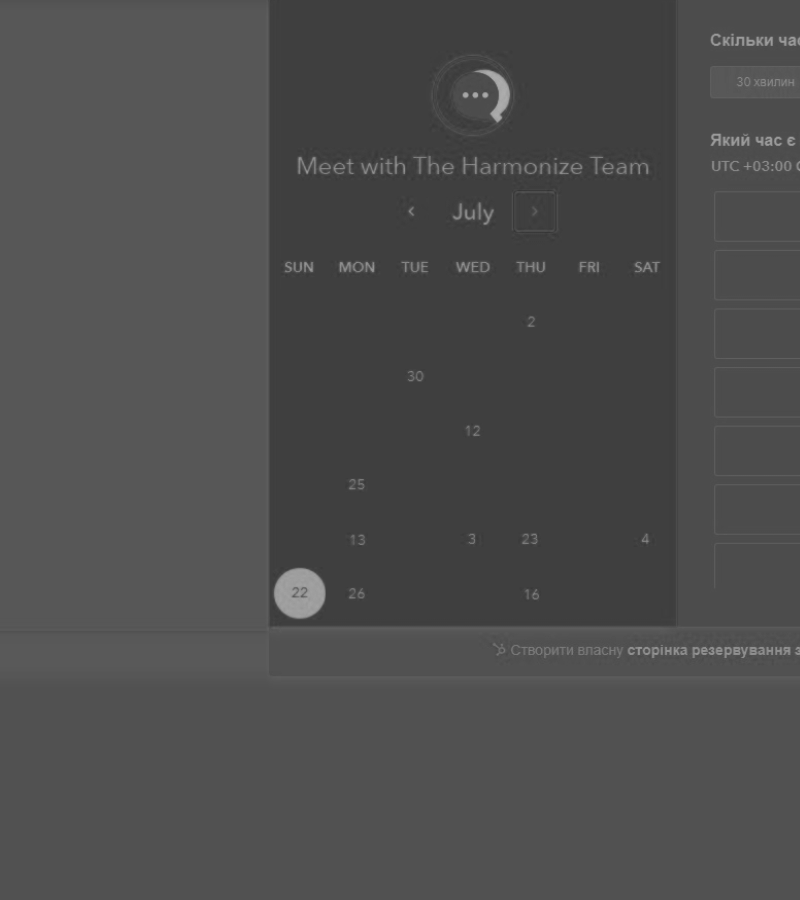 Скільки час
30 хвилин
Який час є
UTC +03:00
Meet with The Harmonize Team
July
SUN MON TUE WED THU FRI SAT
2
30
12
25
13 3 23 4
22 26 16
Створити власну сторінка резервування з